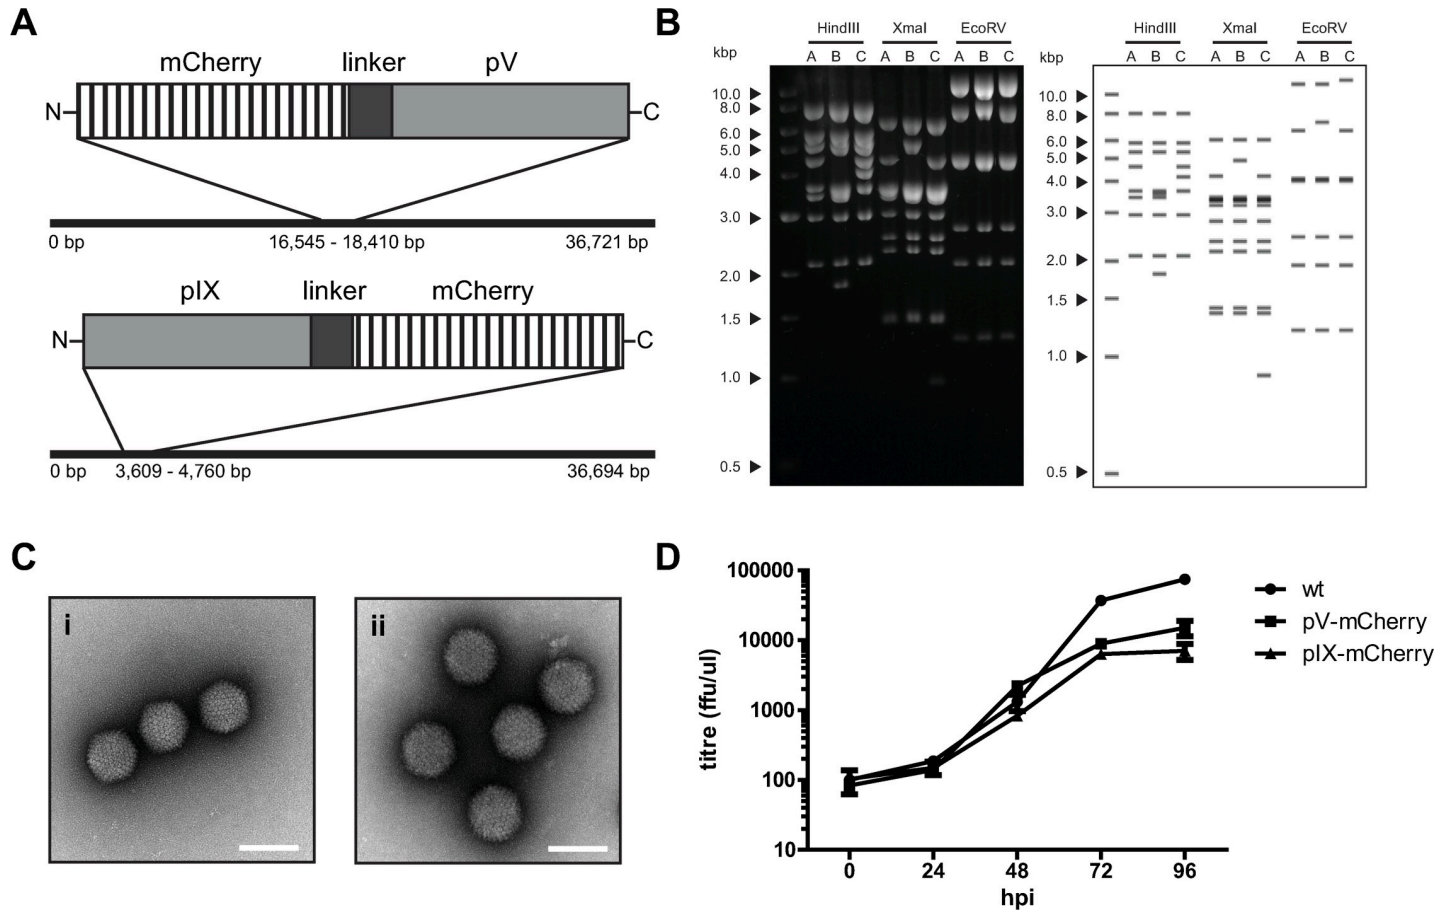 A
mCherry linker pV
N C
0 bp 16,545 - 18,410 bp 36,721 bp
pIX linker mCherry
N C
0 bp 3,609 - 4,760 bp 36,694 bp
B
HindIII XmaI EcoRV
kbp A B C A B C A B C
10.0
8.0
6.0
5.0
4.0
3.0
2.0
1.5
1.0
0.5
HindIII XmaI EcoRV
kbp A B C A B C A B C
10.0
8.0
6.0
5.0
4.0
3.0
2.0
1.5
1.0
0.5
C
i
ii
D
100000
10000
1000
100
10
titre (ffu/ul)
0 24 48 72 96
hpi
wt
pV-mCherry
pIX-mCherry